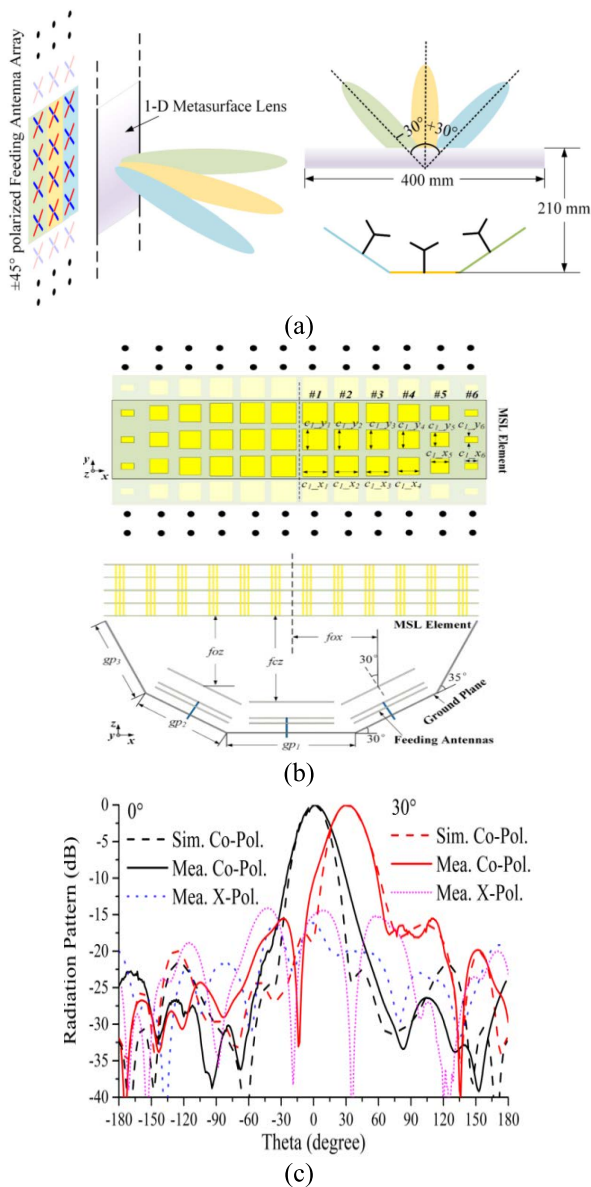 ±45° polarized Feeding Antenna Array
1-D Metasurface Lens
-30° +30°
400 mm
210 mm
(a)
#1 #2 #3 #4 #5 #6
c1_y1 c1_y2 c1_y3 c1_y4 c1_y5 c1_y6
c1_x5 c1_x6
c1_x1 c1_x2 c1_x3 c1_x4
MSL Element
y
z x
MSL Element
fox
foz
fcz
30°
35°
gp3
gp2
gp1
30°
Ground Plane
Feeding Antennas
z
y x
(b)
0° 30°
Sim. Co-Pol. Sim. Co-Pol.
Mea. Co-Pol. Mea. Co-Pol.
Mea. X-Pol. Mea. X-Pol.
Radiation Pattern (dB)
0
-5
-10
-15
-20
-25
-30
-35
-40
-180 -150 -120 -90 -60 -30 0 30 60 90 120 150 180
Theta (degree)
(c)